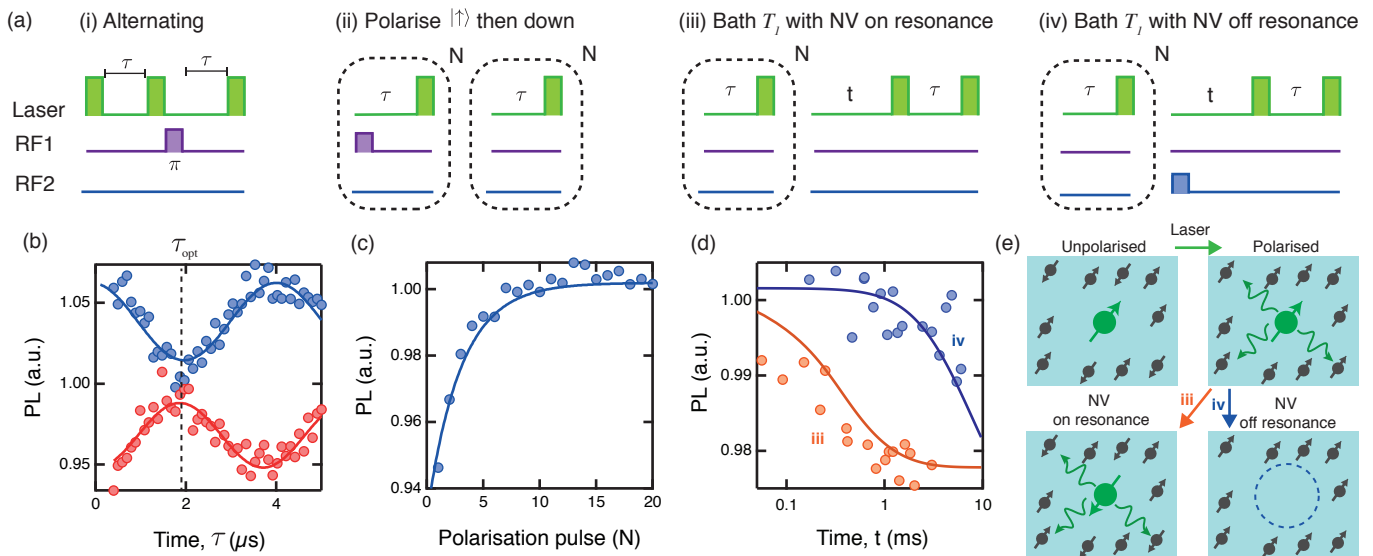 (a)
(i) Alternating
(ii) Polarise |↑⟩ then down
(iii) Bath T₁ with NV on resonance
(iv) Bath T₁ with NV off resonance
N
N
N
τ
τ
τ
τ
τ
t
τ
τ
t
τ
Laser
RF1
π
RF2
(b)
τopt
1.05
1.00
0.95
PL (a.u.)
0
2
4
Time, τ (μs)
(c)
1.00
0.98
0.96
0.94
PL (a.u.)
0
5
10
15
20
Polarisation pulse (N)
(d)
1.00
0.99
0.98
PL (a.u.)
iv
iii
0.1
1
10
Time, t (ms)
(e)
Laser
Unpolarised
Polarised
iii
iv
NV
on resonance
NV
off resonance